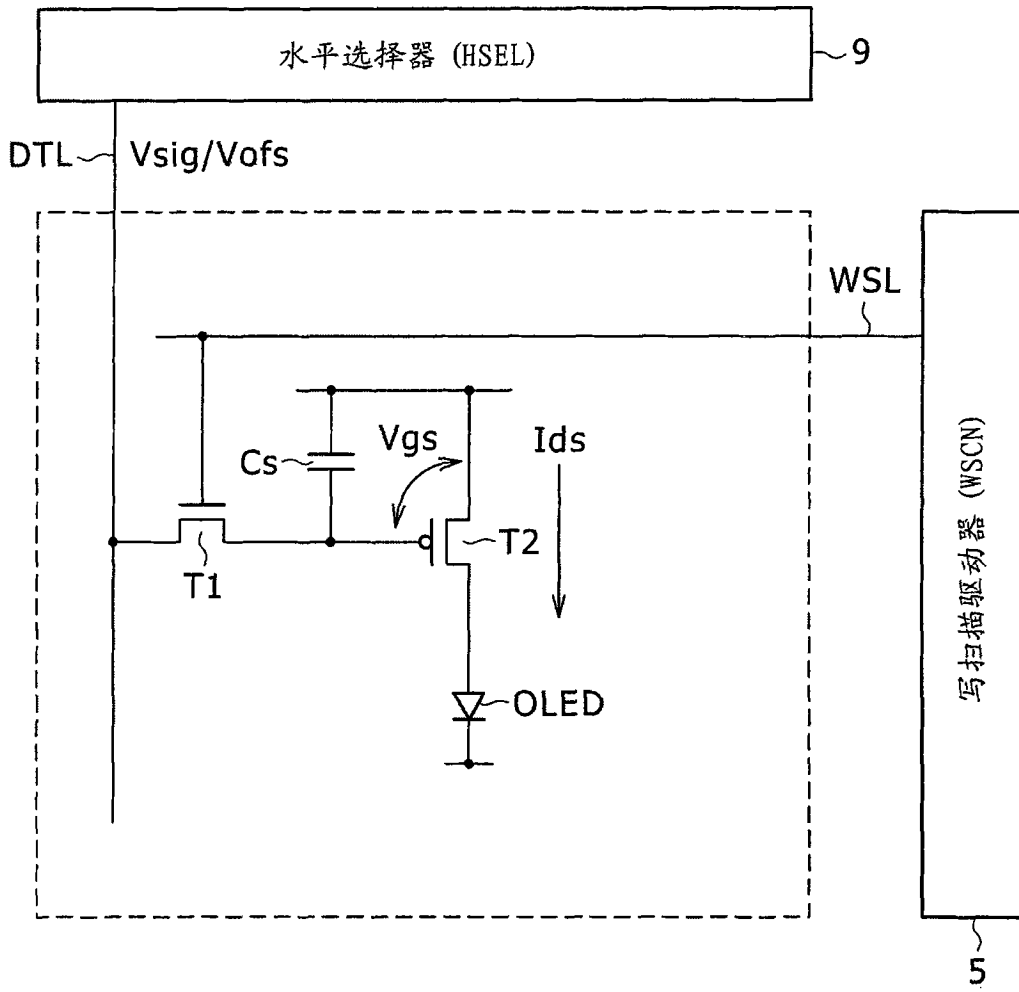 水平选择器 (HSEL)
9
DTL
Vsig/Vofs
WSL
Vgs
Ids
Cs
T1
T2
OLED
写扫描驱动器 (WSCN)
5